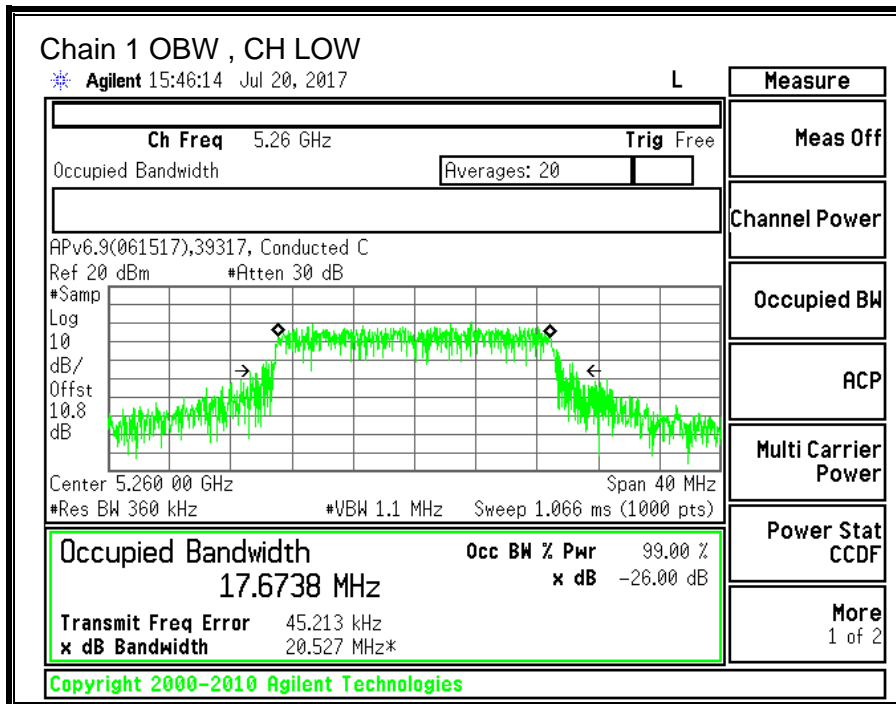 Chain 1 OBW , CH LOW
Agilent 15:46:14 Jul 20, 2017 L
Measure
Ch Freq 5.26 GHz Trig Free
Meas Off
Occupied Bandwidth Averages: 20
Channel Power
APv6.9(061517),39317, Conducted C
Ref 20 dBm #Atten 30 dB
#Samp
Log
10
dB/
Offst
10.8
dB
Occupied BW
ACP
Multi Carrier
Power
Center 5.260 00 GHz Span 40 MHz
#Res BW 360 kHz #VBW 1.1 MHz Sweep 1.066 ms (1000 pts)
Power Stat
CCDF
Occupied Bandwidth Occ BW % Pwr 99.00 %
17.6738 MHz x dB -26.00 dB
Transmit Freq Error 45.213 kHz
x dB Bandwidth 20.527 MHz*
More
1 of 2
Copyright 2000-2010 Agilent Technologies